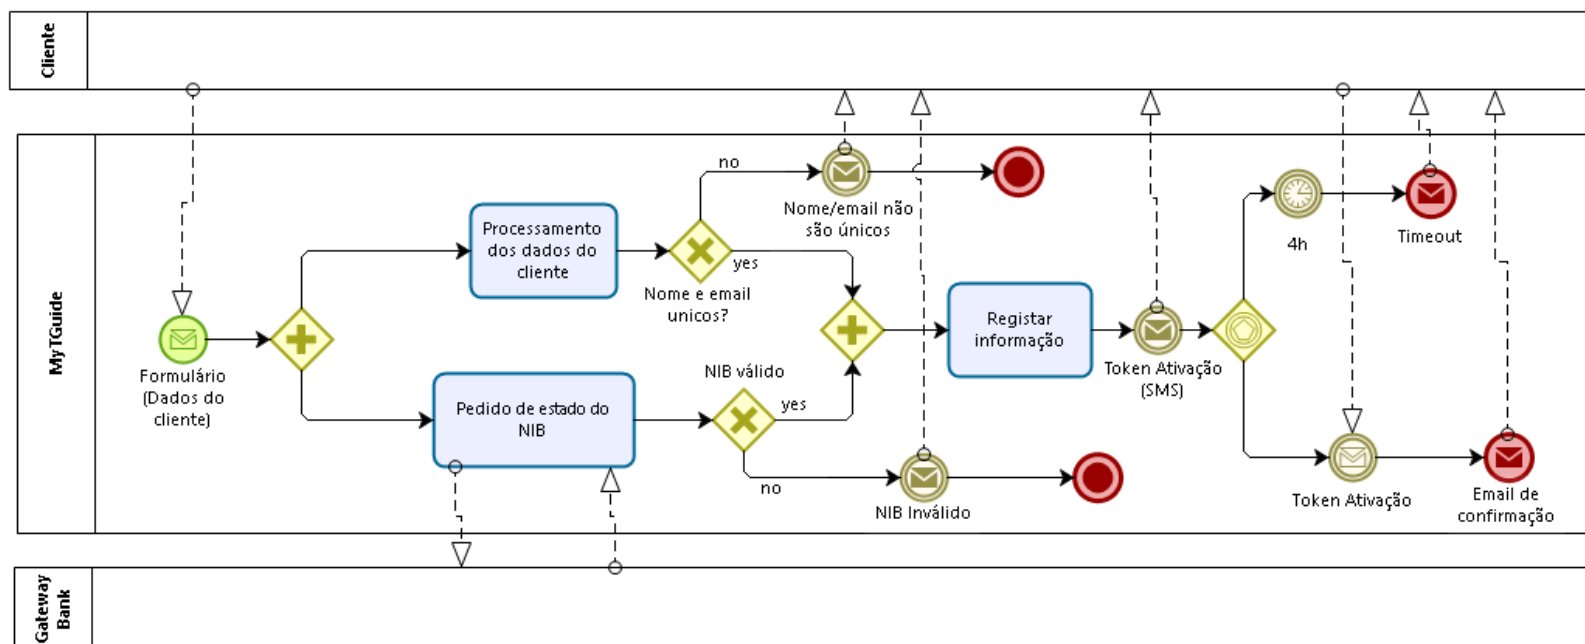 Cliente
MyTGuide
Formulário
(Dados do
cliente)
Processamento
dos dados do
cliente
Nome e email
unicos?
no
yes
Nome/email não
são únicos
Pedido de estado do
NIB
NIB válido
yes
no
NIB Inválido
Registar
informação
Token Ativação
(SMS)
4h
Timeout
Token Ativação
Email de
confirmação
Gateway
Bank